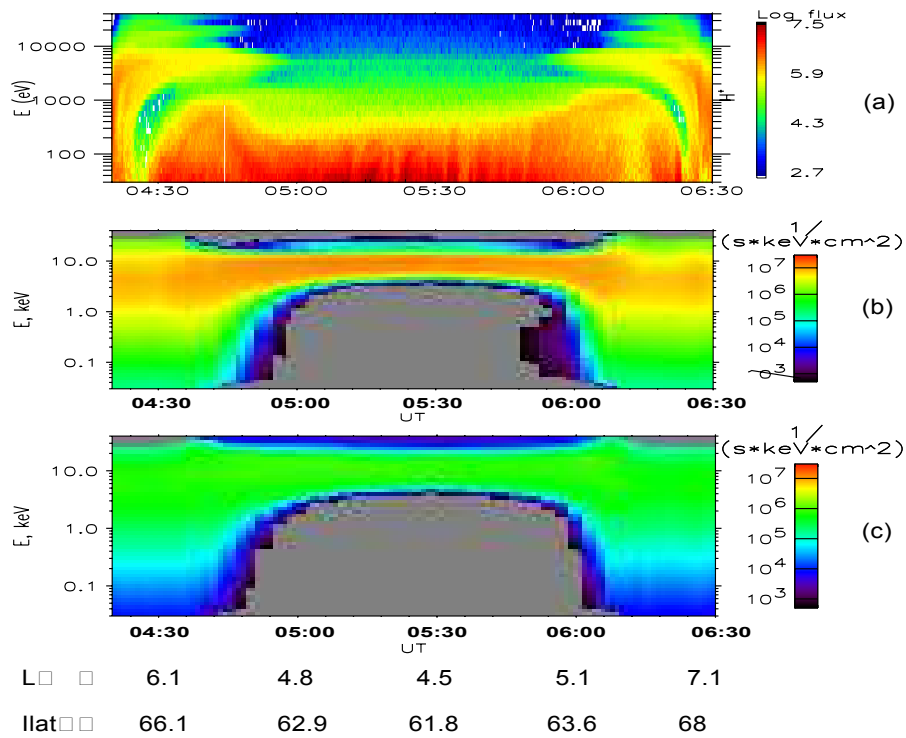 Log flux
7.5
5.9
4.3
2.7
10000
1000
100
E (eV)
H+
(a)
04:30 05:00 05:30 06:00 06:30
1/
(s*keV*cm^2)
10.0
1.0
0.1
E, keV
10^7
10^6
10^5
10^4
10^3
(b)
04:30 05:00 05:30 06:00 06:30
UT
1/
(s*keV*cm^2)
10.0
1.0
0.1
E, keV
10^7
10^6
10^5
10^4
10^3
(c)
04:30 05:00 05:30 06:00 06:30
UT
L□ □ 6.1 4.8 4.5 5.1 7.1
Ilat□□ 66.1 62.9 61.8 63.6 68